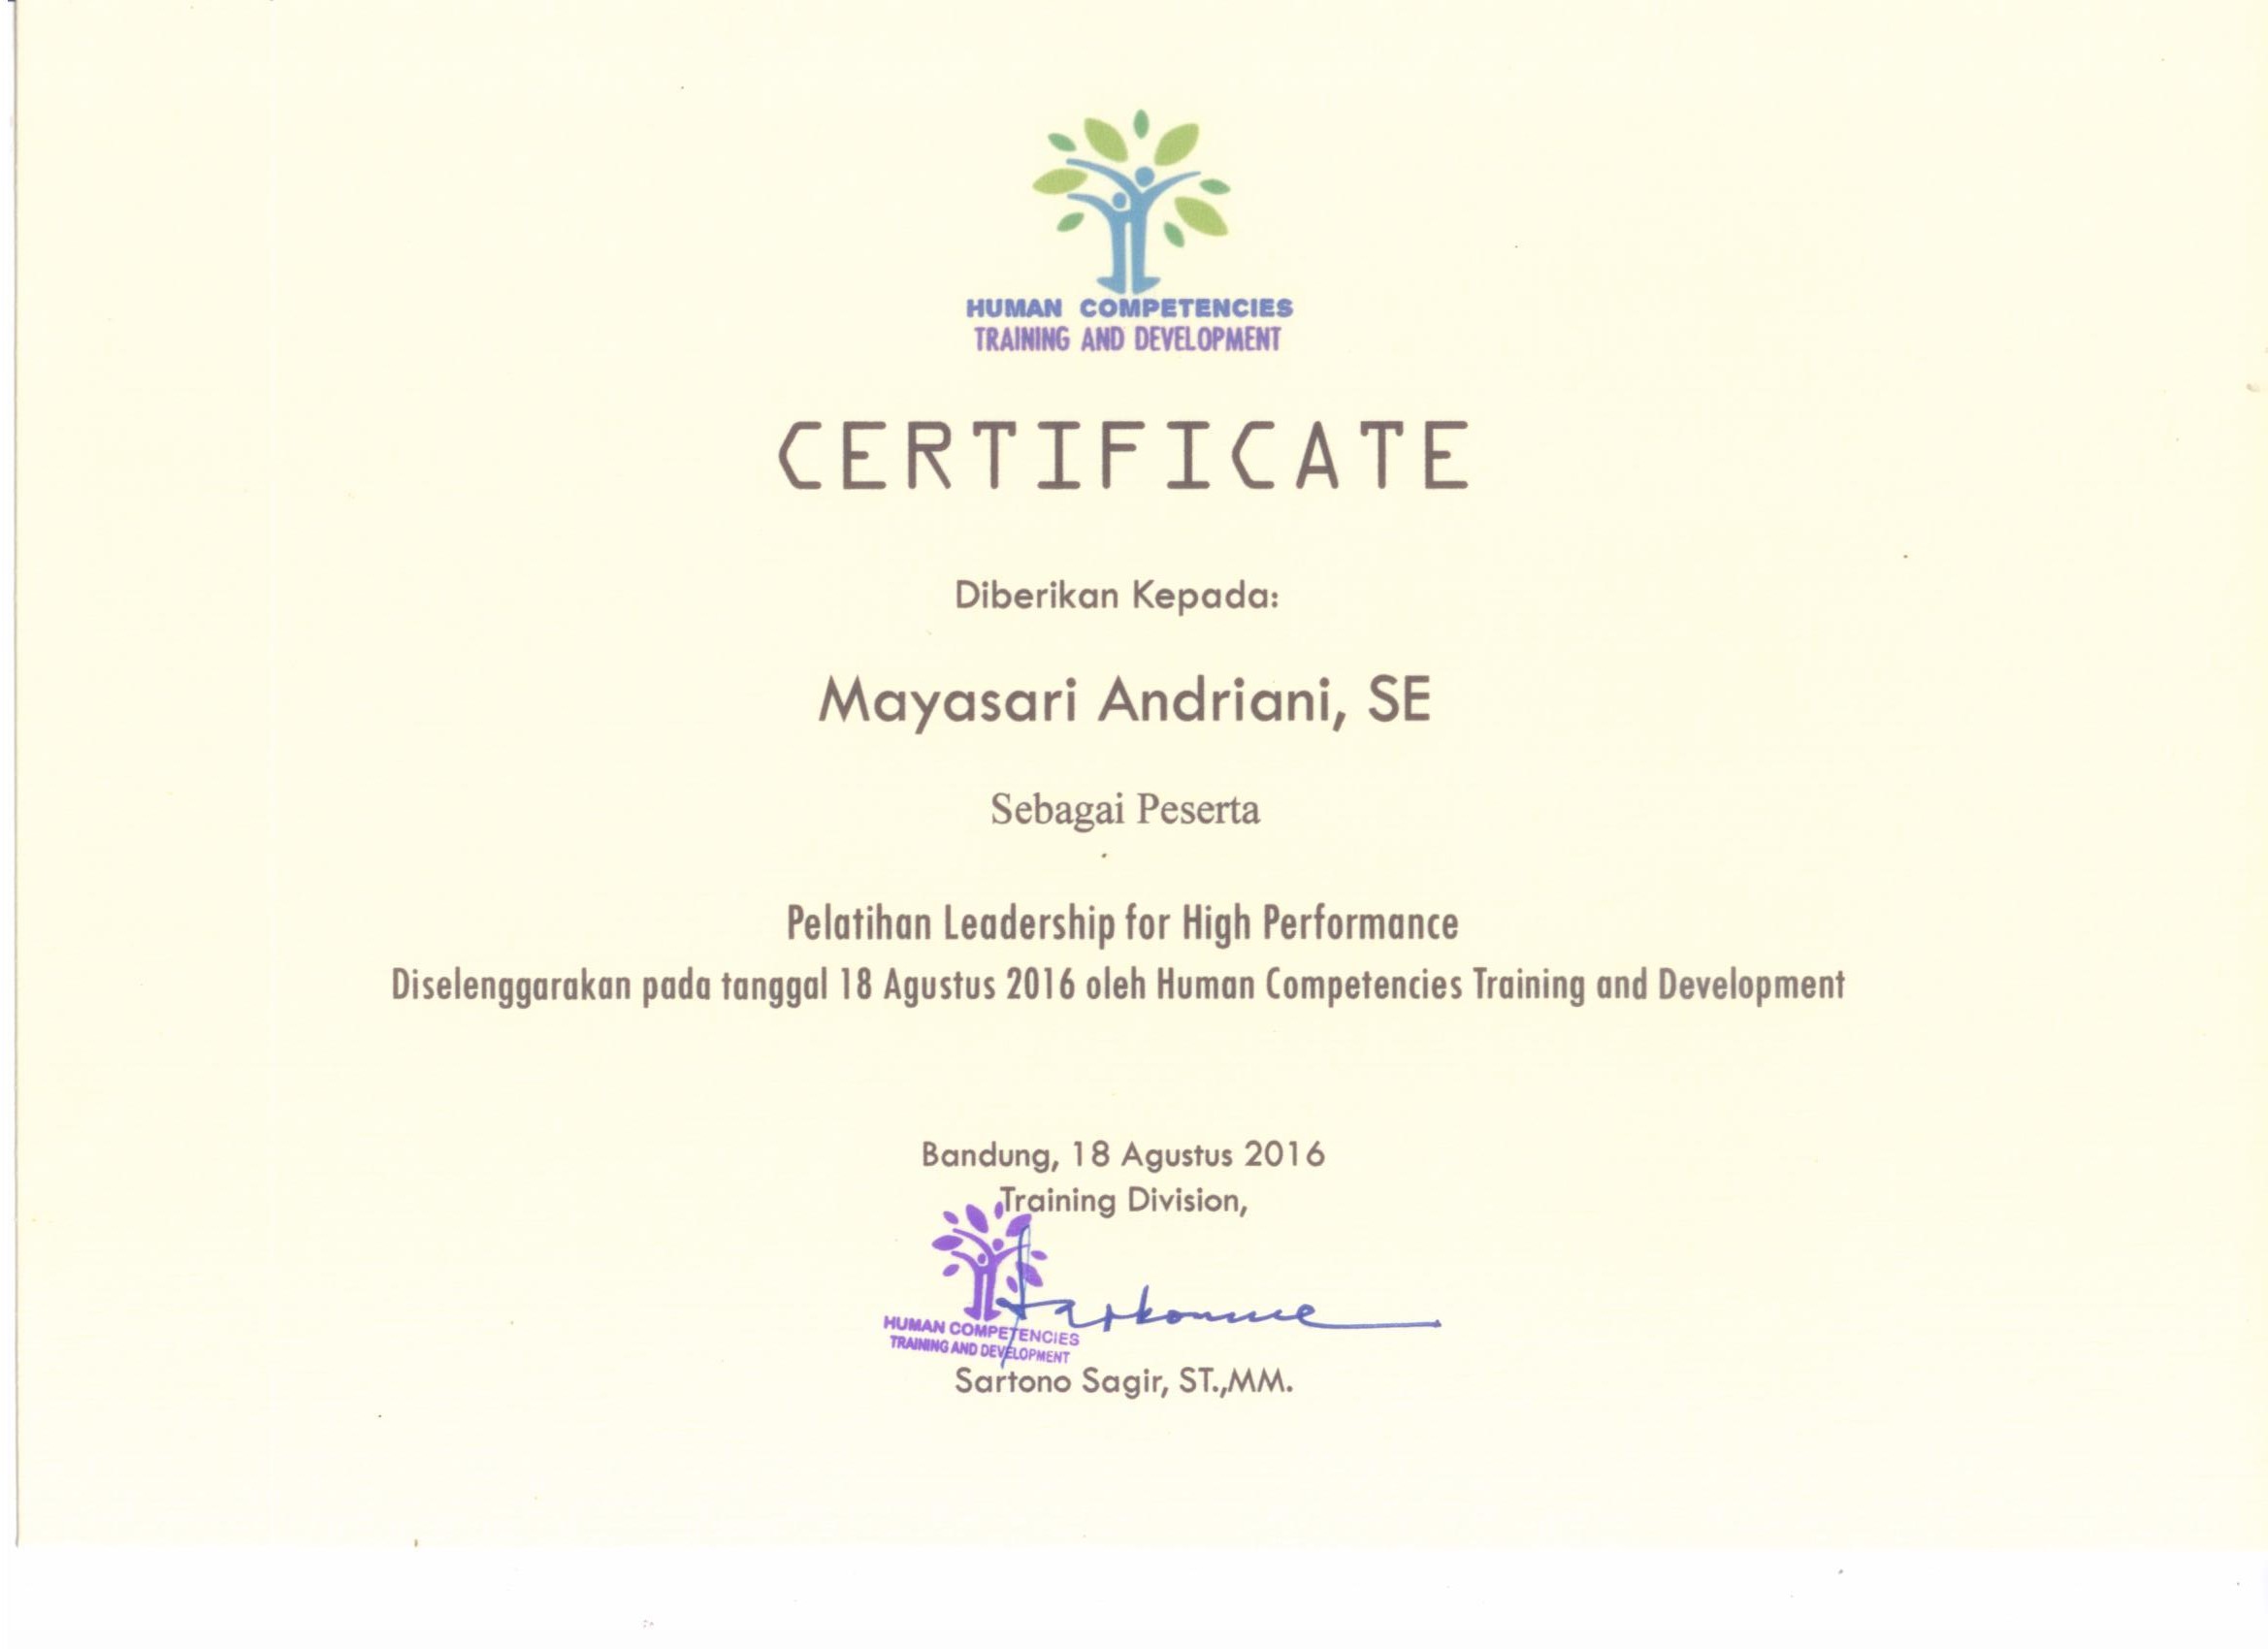 HUMAN COMPETENCIES
TRAINING AND DEVELOPMENT
CERTIFICATE
Diberikan Kepada:
Mayasari Andriani, SE
Sebagai Peserta
Pelatihan Leadership for High Performance
Diselenggarakan pada tanggal 18 Agustus 2016 oleh Human Competencies Training and Development
Bandung, 18 Agustus 2016
Training Division,
HUMAN COMPETENCIES
TRAINING AND DEVELOPMENT
Sartono Sagir, ST.,MM.